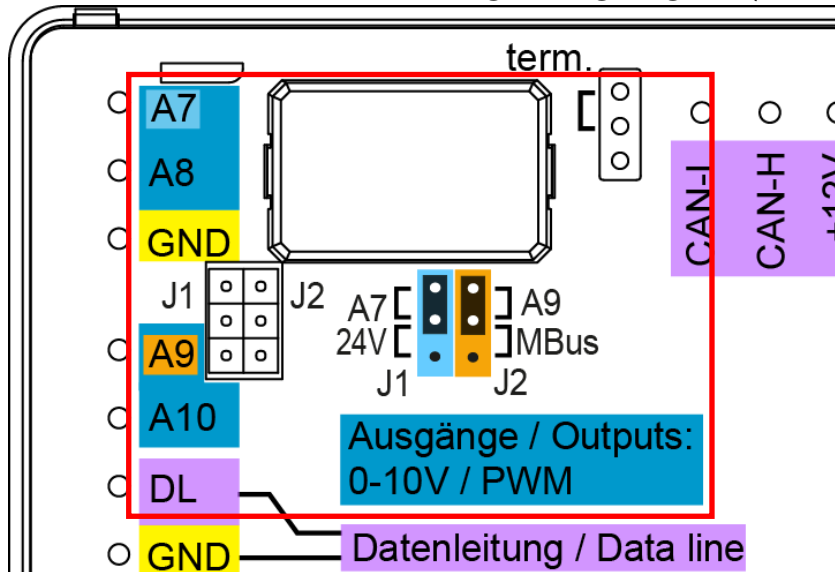 term.
A7
A8
GND
CAN-H
J1
J2
A7
A9
24V
MBus
J1
J2
A9
A10
Ausgänge / Outputs:
0-10V / PWM
DL
Datenleitung / Data line
GND